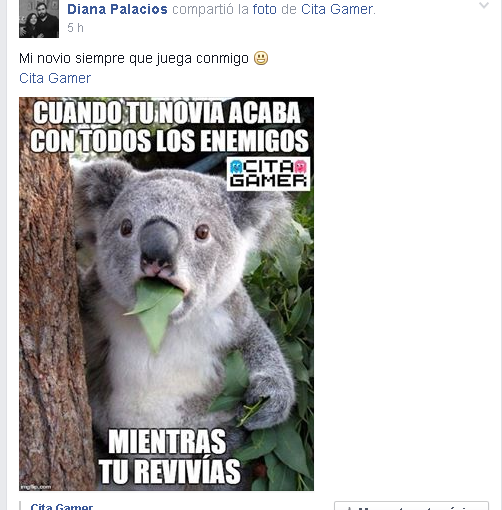 Diana Palacios compartió la foto de Cita Gamer.
5 h
Mi novio siempre que juega conmigo 😃
Cita Gamer
CUANDO TU NOVIA ACABA
CON TODOS LOS ENEMIGOS
CITA
GAMER
MIENTRAS
TU REVIVÍAS
imgflip.com
Cita Gamer